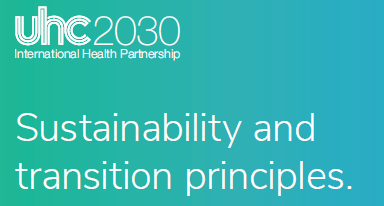 uhc2030
International Health Partnership
Sustainability and
transition principles.